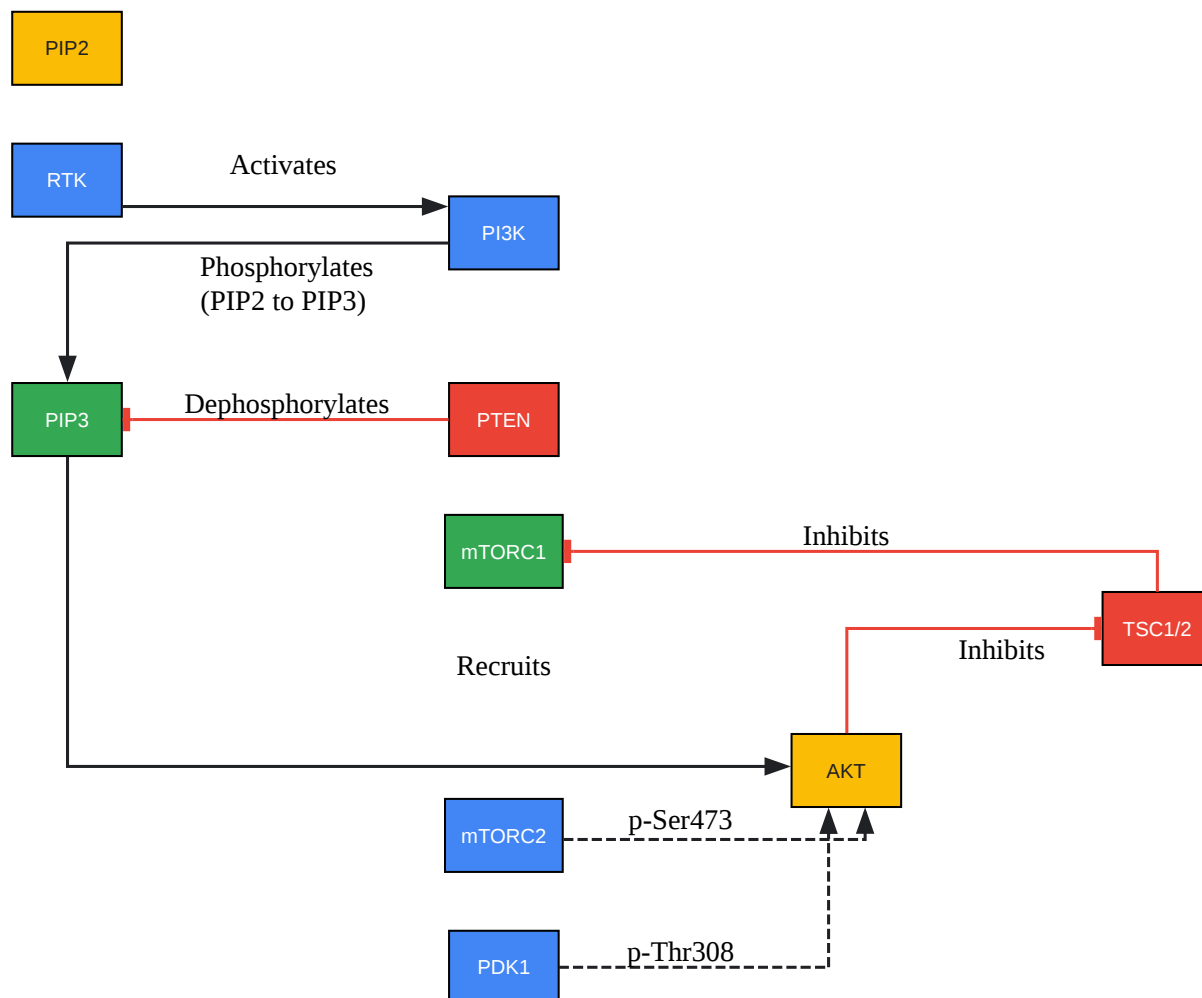 PIP2
RTK
Activates
PI3K
Phosphorylates
(PIP2 to PIP3)
PIP3
Dephosphorylates
PTEN
mTORC1
Inhibits
TSC1/2
Inhibits
Recruits
AKT
mTORC2
p-Ser473
PDK1
p-Thr308